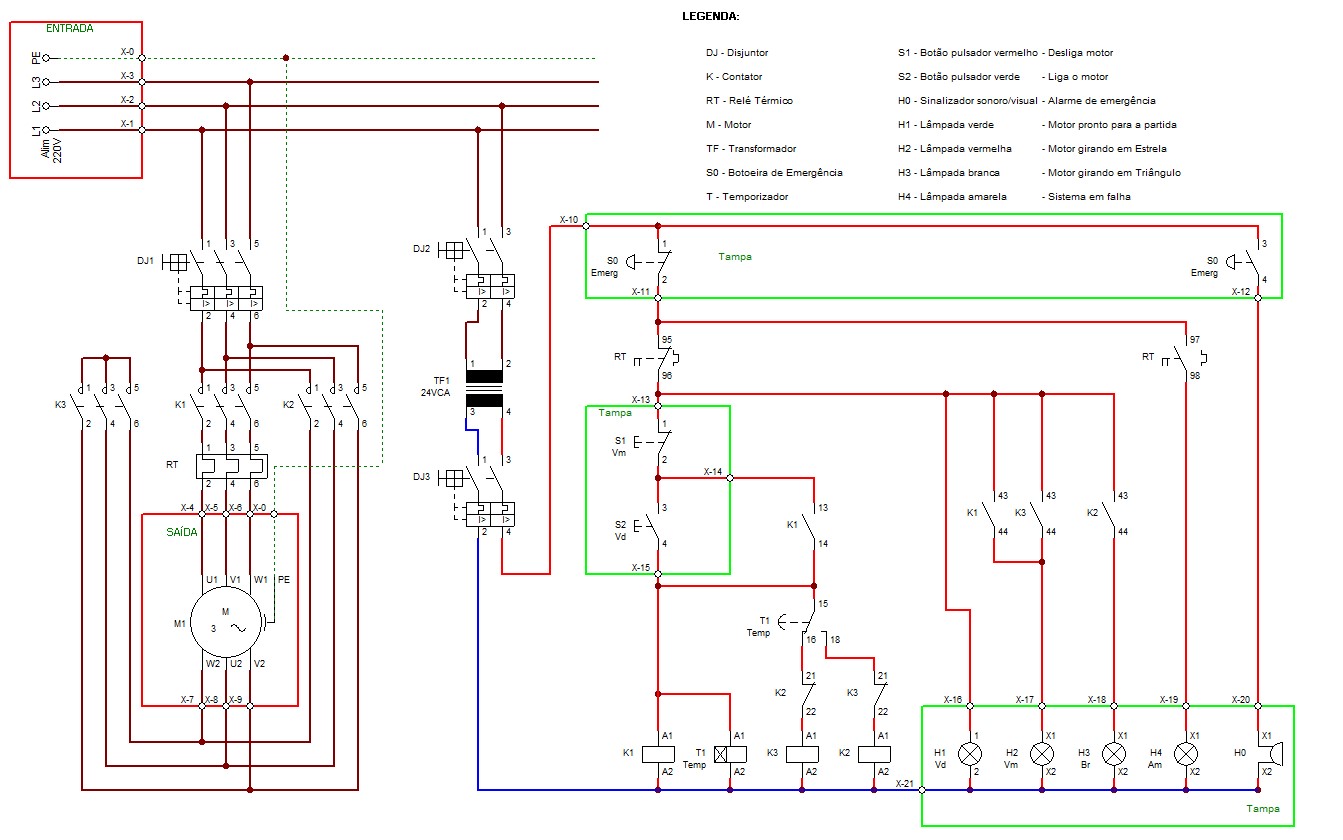 LEGENDA:
DJ - Disjuntor
K - Contator
RT - Relé Térmico
M - Motor
TF - Transformador
S0 - Botoeira de Emergência
T - Temporizador
S1 - Botão pulsador vermelho - Desliga motor
S2 - Botão pulsador verde - Liga o motor
H0 - Sinalizador sonoro/visual - Alarme de emergência
H1 - Lâmpada verde - Motor pronto para a partida
H2 - Lâmpada vermelha - Motor girando em Estrela
H3 - Lâmpada branca - Motor girando em Triângulo
H4 - Lâmpada amarela - Sistema em falha
ENTRADA
PE X-0
L3 X-3
L2 X-2
L1 X-1
Alim
220V
DJ1 1 3 5
I> I> I>
2 4 6
K3 1 3 5
2 4 6
K1 1 3 5
2 4 6
K2 1 3 5
2 4 6
RT 1 3 5
2 4 6
X-4 X-5 X-6 X-0
SAÍDA
U1 V1 W1 PE
M1 M
3
W2 U2 V2
X-7 X-8 X-9
DJ2 1 3
I> I>
2 4
TF1
24VCA
1 2
3 4
DJ3 1 3
I> I>
2 4
X-10
Tampa
S0
Emerg
1
2
X-11
S0
Emerg
3
4
X-12
RT 95
96
RT 97
98
X-13
Tampa
S1
Vm
1
2
X-14
S2
Vd
3
4
X-15
K1 13
14
T1
Temp
15
16 18
K2 21
22
K3 21
22
K1 43
44
K3 43
44
K2 43
44
K1 A1
A2
T1
Temp
A1
A2
K3 A1
A2
K2 A1
A2
X-16 X-17 X-18 X-19 X-20
H1
Vd
1
2
H2
Vm
X1
X2
H3
Br
X1
X2
H4
Am
X1
X2
H0 X1
X2
X-21
Tampa